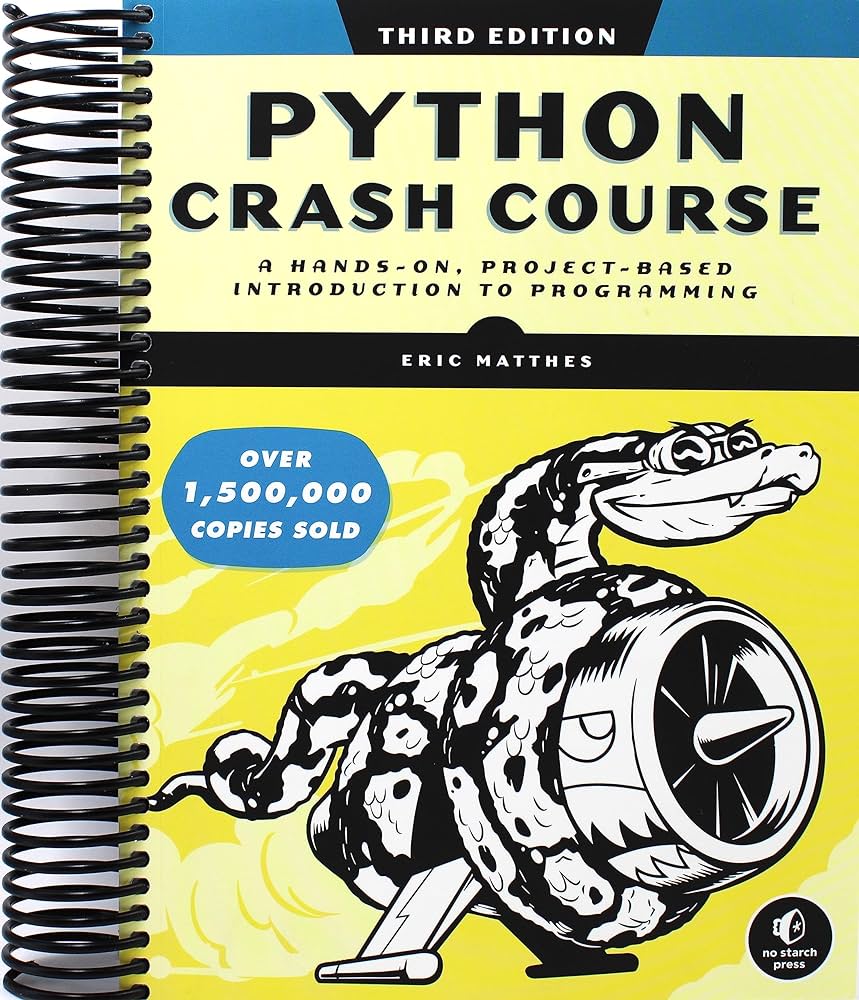 THIRD EDITION
PYTHON
CRASH COURSE
A HANDS-ON, PROJECT-BASED
INTRODUCTION TO PROGRAMMING
ERIC MATTHES
OVER
1,500,000
COPIES SOLD
no starch
press